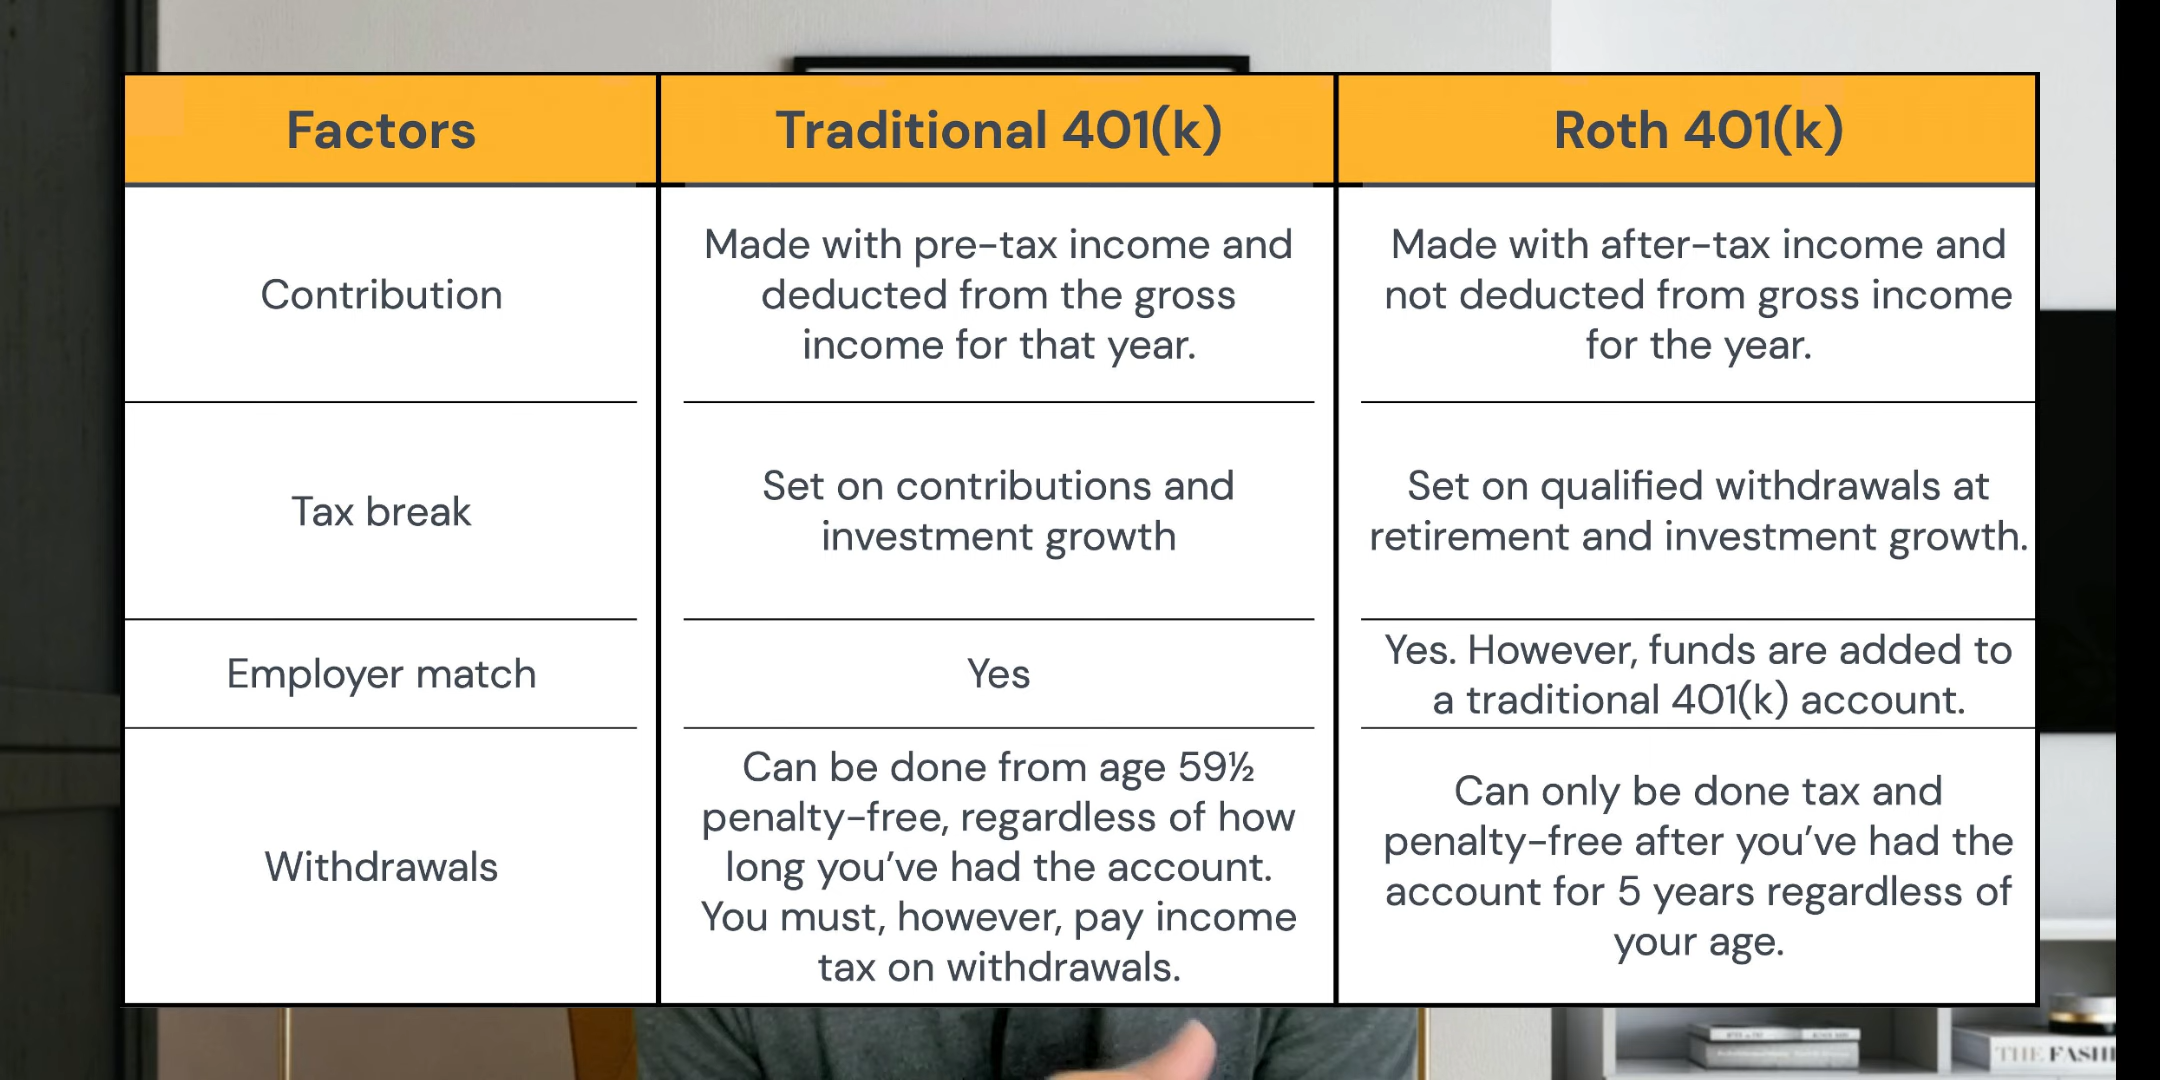 Factors
Traditional 401(k)
Roth 401(k)
Contribution
Made with pre-tax income and
deducted from the gross
income for that year.
Made with after-tax income and
not deducted from gross income
for the year.
Tax break
Set on contributions and
investment growth
Set on qualified withdrawals at
retirement and investment growth.
Employer match
Yes
Yes. However, funds are added to
a traditional 401(k) account.
Withdrawals
Can be done from age 59½
penalty-free, regardless of how
long you’ve had the account.
You must, however, pay income
tax on withdrawals.
Can only be done tax and
penalty-free after you’ve had the
account for 5 years regardless of
your age.
THE FASHI